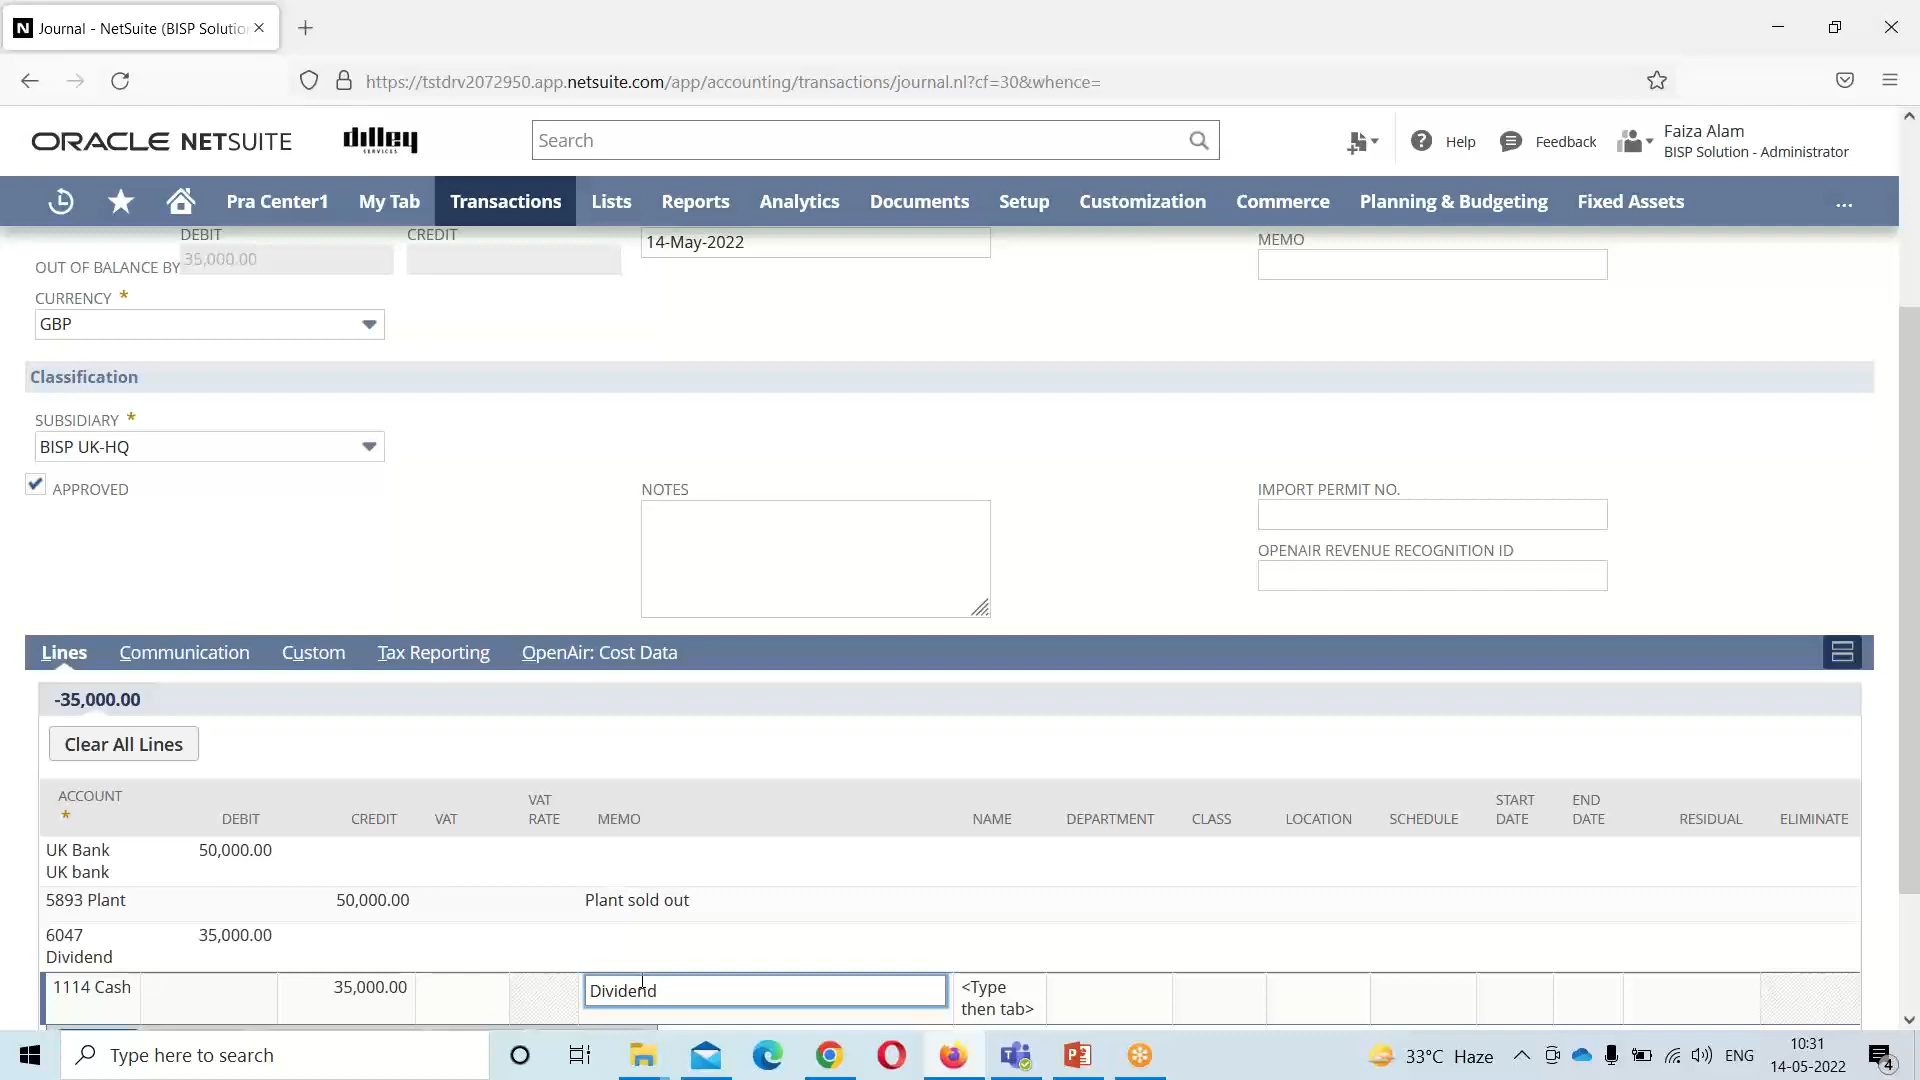 Journal - NetSuite (BISP Solutio
https://tstdrv2072950.app.netsuite.com/app/accounting/transactions/journal.nl?cf=30&whence=
ORACLE NETSUITE
dilley
SERVICES
Search
Help
Feedback
Faiza Alam
BISP Solution - Administrator
Pra Center1
My Tab
Transactions
Lists
Reports
Analytics
Documents
Setup
Customization
Commerce
Planning & Budgeting
Fixed Assets
...
DEBIT
CREDIT
14-May-2022
MEMO
OUT OF BALANCE BY
35,000.00
CURRENCY *
GBP
Classification
SUBSIDIARY *
BISP UK-HQ
APPROVED
NOTES
IMPORT PERMIT NO.
OPENAIR REVENUE RECOGNITION ID
Lines
Communication
Custom
Tax Reporting
OpenAir: Cost Data
-35,000.00
Clear All Lines
ACCOUNT
*
DEBIT
CREDIT
VAT
VAT
RATE
MEMO
NAME
DEPARTMENT
CLASS
LOCATION
SCHEDULE
START
DATE
END
DATE
RESIDUAL
ELIMINATE
UK Bank
UK bank
50,000.00
5893 Plant
50,000.00
Plant sold out
6047
Dividend
35,000.00
1114 Cash
35,000.00
Dividend
<Type
then tab>
Type here to search
33°C Haze
ENG
10:31
14-05-2022
4